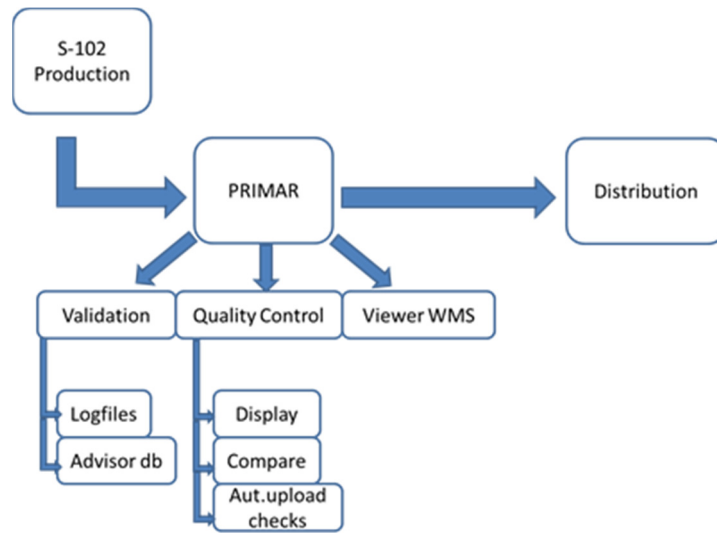 S-102
Production
PRIMAR
Distribution
Validation
Quality Control
Viewer WMS
Logfiles
Advisor db
Display
Compare
Aut.upload
checks